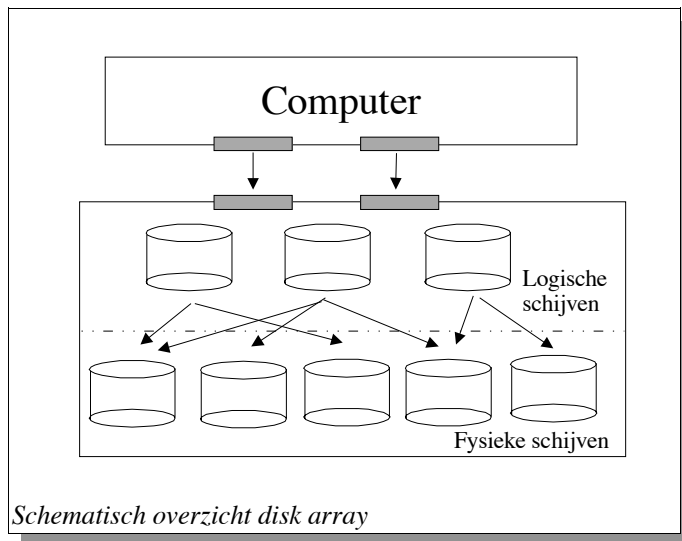 Computer
Logische
schijven
Fysieke schijven
Schematisch overzicht disk array